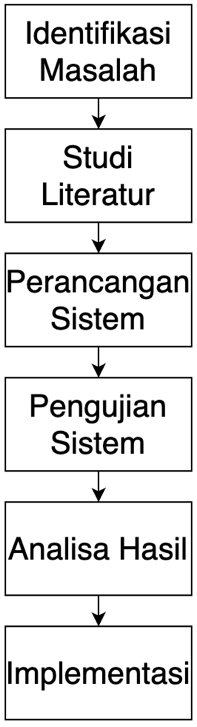 Identifikasi
Masalah
Studi
Literatur
Perancangan
Sistem
Pengujian
Sistem
Analisa Hasil
Implementasi